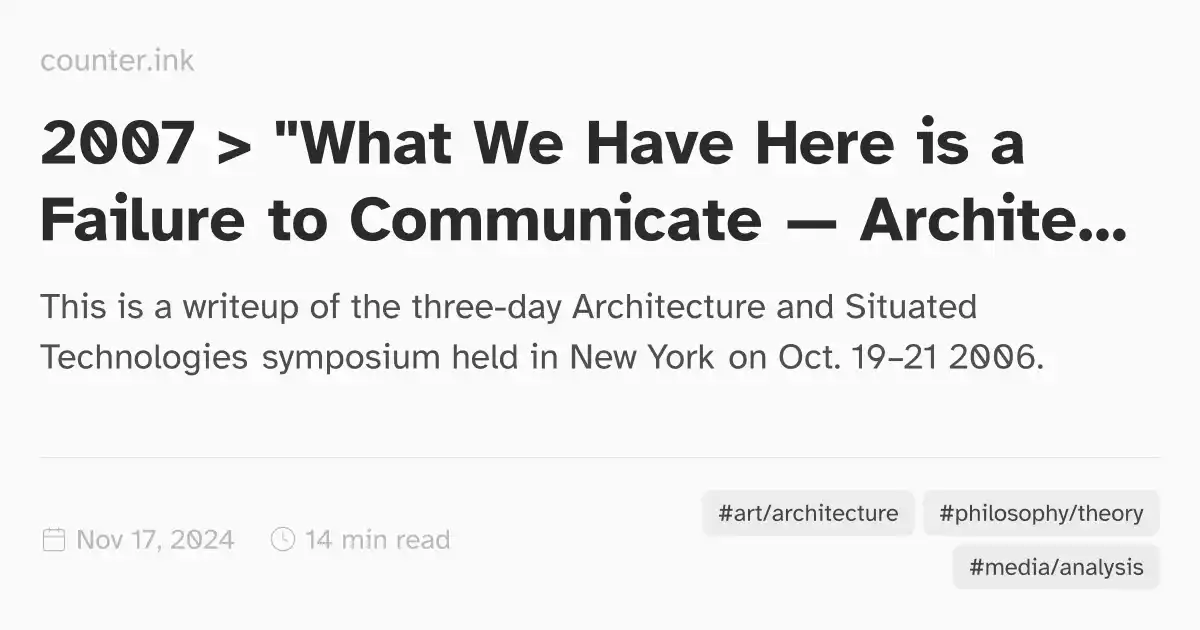 counter.ink
2007 > "What We Have Here is a
Failure to Communicate — Archite...
This is a writeup of the three-day Architecture and Situated
Technologies symposium held in New York on Oct. 19–21 2006.
Nov 17, 2024 14 min read
#art/architecture #philosophy/theory
#media/analysis